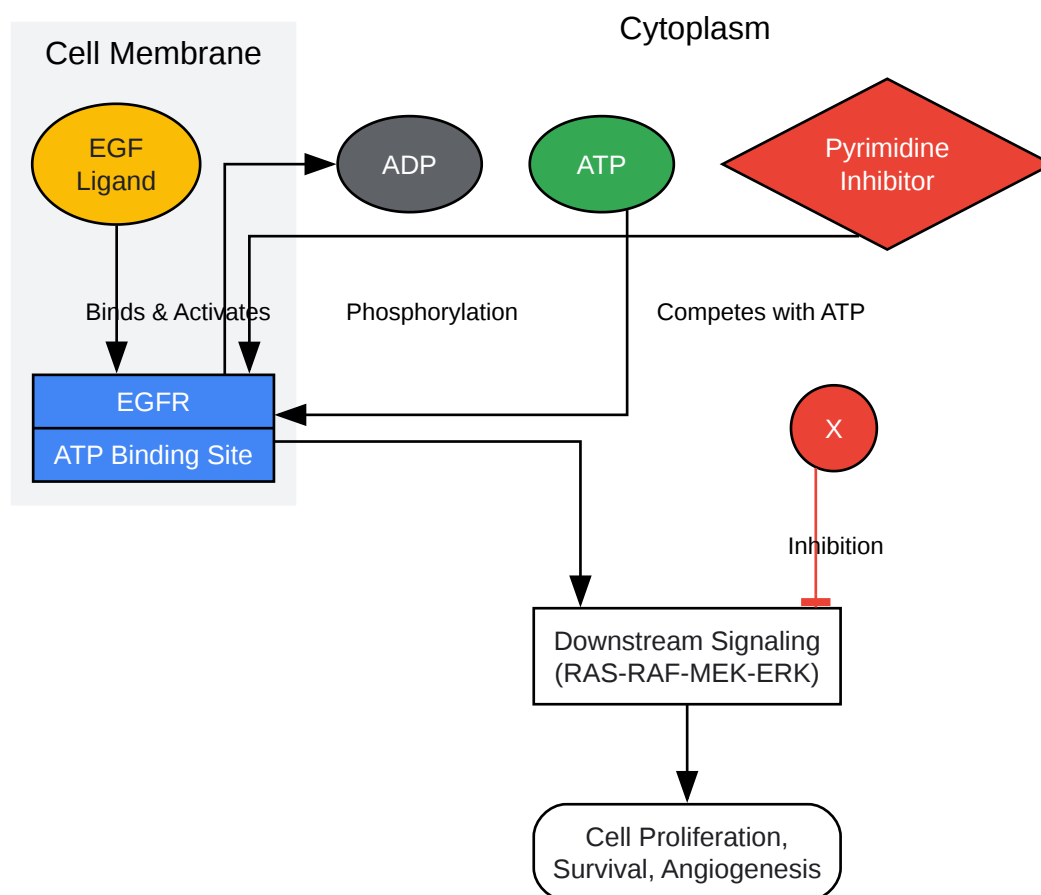 Cell Membrane
Cytoplasm
EGF
Ligand
ADP
ATP
Pyrimidine
Inhibitor
Binds & Activates
Phosphorylation
Competes with ATP
EGFR
ATP Binding Site
X
Inhibition
Downstream Signaling
(RAS-RAF-MEK-ERK)
Cell Proliferation,
Survival, Angiogenesis